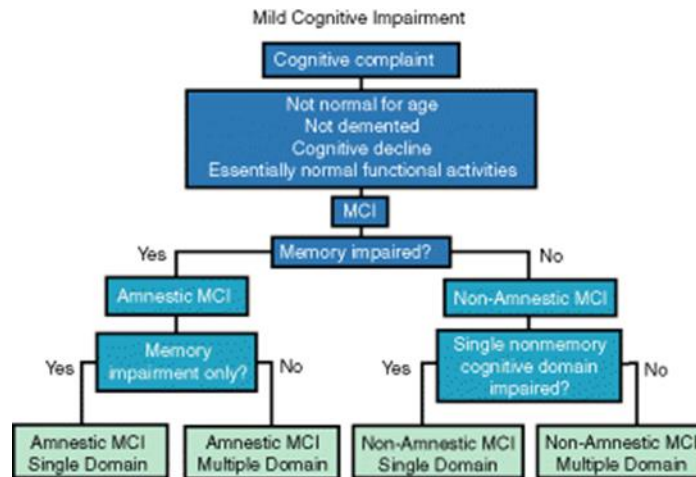 Mild Cognitive Impairment
Cognitive complaint
Not normal for age
Not demented
Cognitive decline
Essentially normal functional activities
MCI
Yes
Memory impaired?
No
Amnestic MCI
Non-Amnestic MCI
Yes
Memory
impairment only?
No
Yes
Single nonmemory
cognitive domain
impaired?
No
Amnestic MCI
Single Domain
Amnestic MCI
Multiple Domain
Non-Amnestic MCI
Single Domain
Non-Amnestic MCI
Multiple Domain